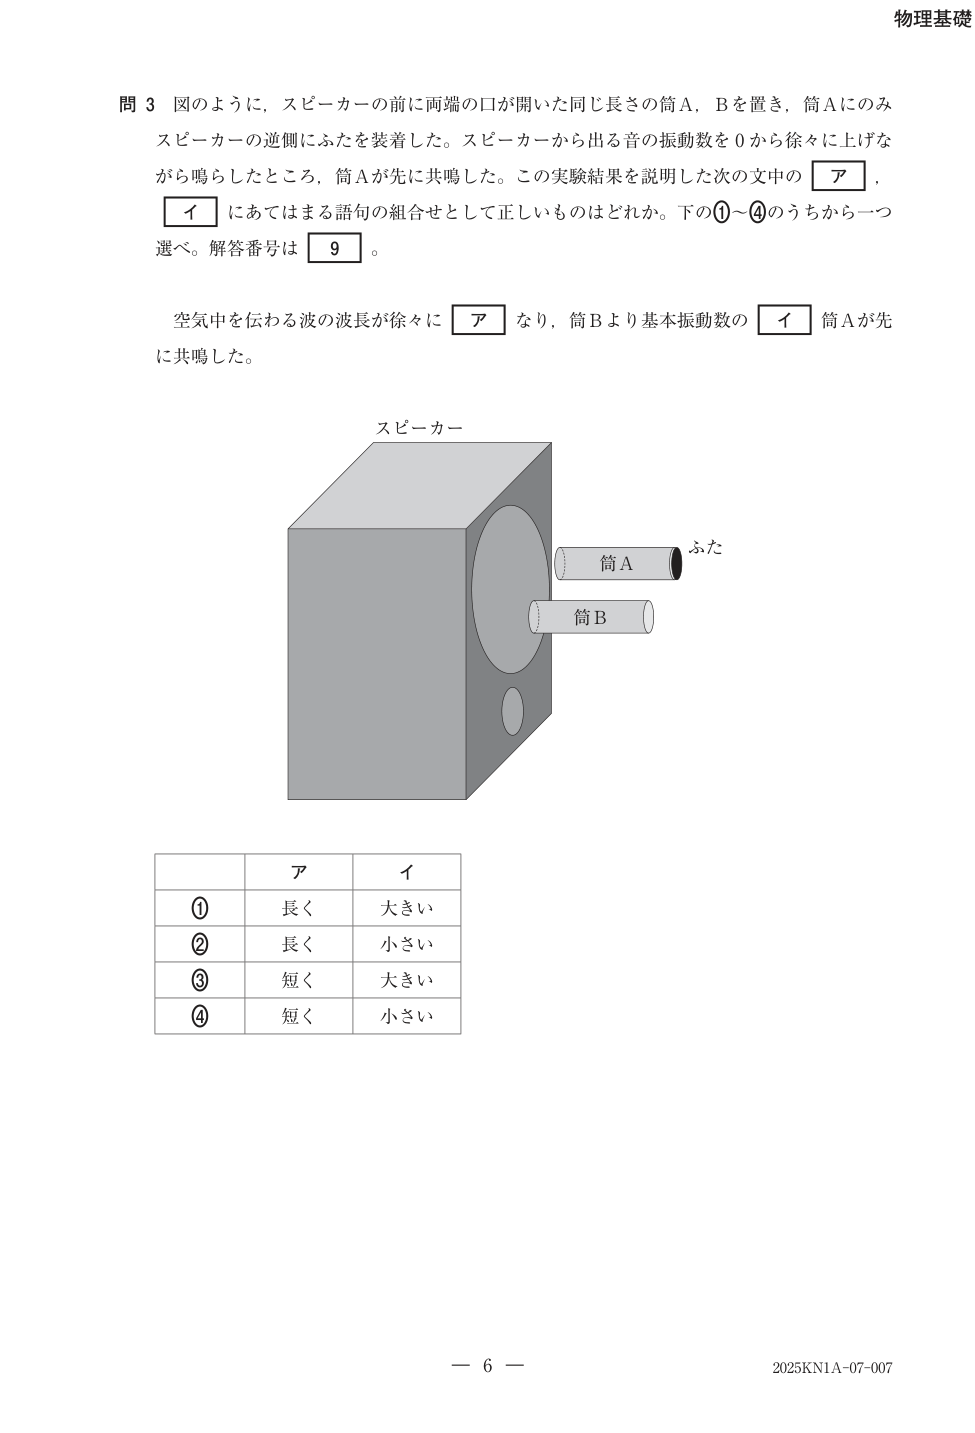 物理基礎
問 3 図のように，スピーカーの前に両端の口が開いた同じ長さの筒Ａ，Ｂを置き，筒Ａにのみ
スピーカーの逆側にふたを装着した。スピーカーから出る音の振動数を 0 から徐々に上げな
がら鳴らしたところ，筒Ａが先に共鳴した。この実験結果を説明した次の文中の ア ，
イ にあてはまる語句の組合せとして正しいものはどれか。下の①～④のうちから一つ
選べ。解答番号は 9 。
空気中を伝わる波の波長が徐々に ア なり，筒Ｂより基本振動数の イ 筒Ａが先
に共鳴した。
スピーカー
ふた
筒Ａ
筒Ｂ
ア イ
① 長く 大きい
② 長く 小さい
③ 短く 大きい
④ 短く 小さい
― 6 ―
2025KN1A-07-007